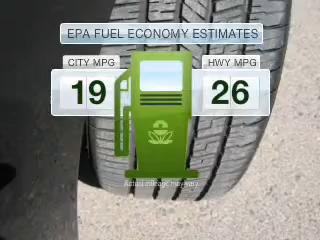 EPA FUEL ECONOMY ESTIMATES
CITY MPG
HWY MPG
19
26
Actual mileage may vary.